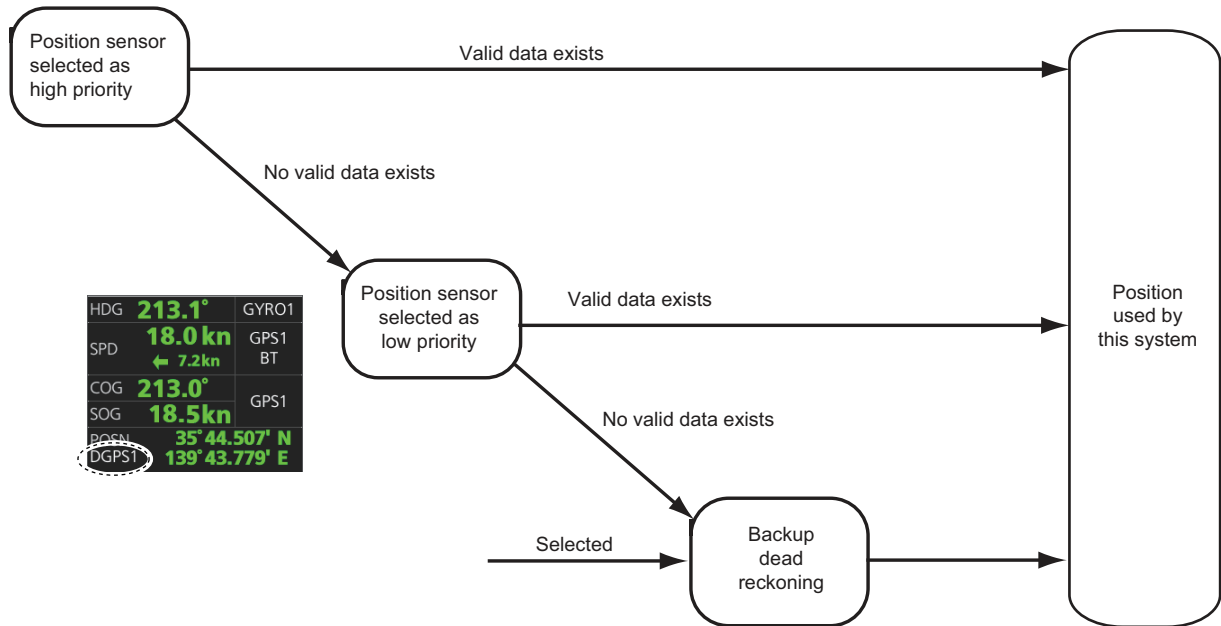 Position sensor
selected as
high priority
Valid data exists
No valid data exists
Position sensor
selected as
low priority
Valid data exists
Position
used by
this system
HDG 213.1° GYRO1
SPD 18.0 kn GPS1
7.2kn BT
COG 213.0° GPS1
SOG 18.5kn
POSN 35°44.507' N
DGPS1 139°43.779' E
No valid data exists
Selected
Backup
dead
reckoning